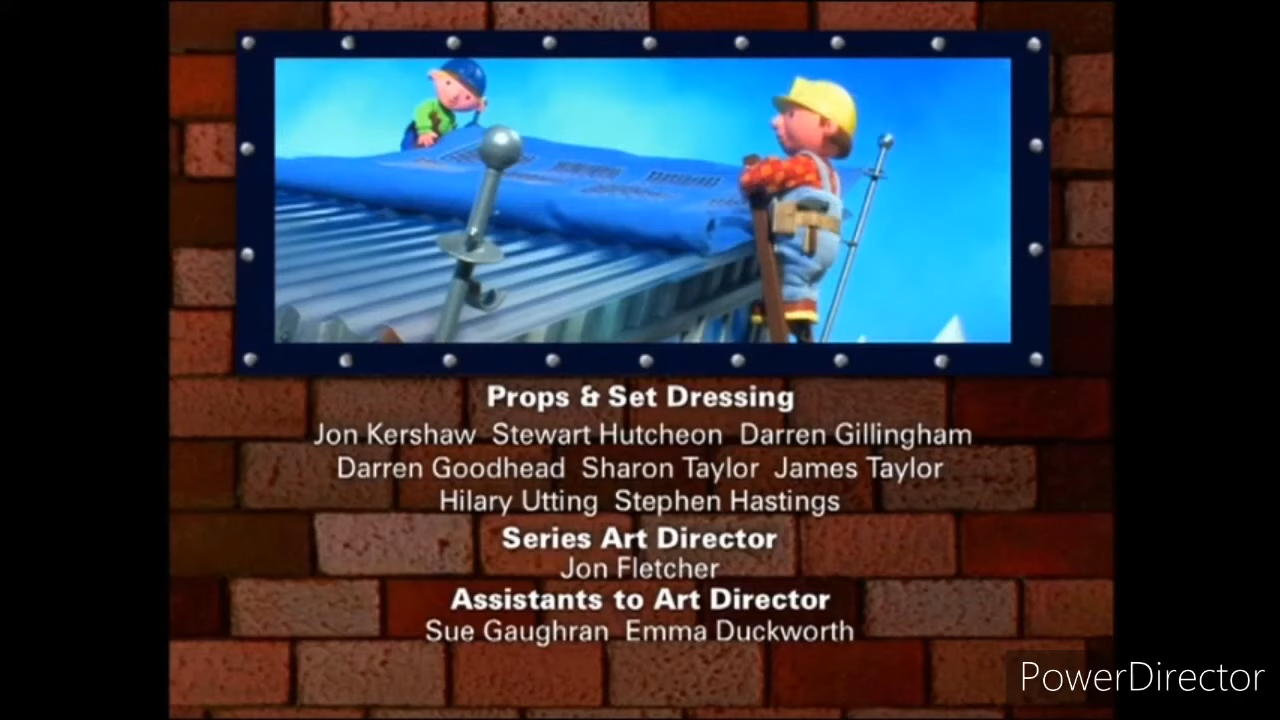 Props & Set Dressing
Jon Kershaw Stewart Hutcheon Darren Gillingham
Darren Goodhead Sharon Taylor James Taylor
Hilary Utting Stephen Hastings
Series Art Director
Jon Fletcher
Assistants to Art Director
Sue Gaughran Emma Duckworth
PowerDirector